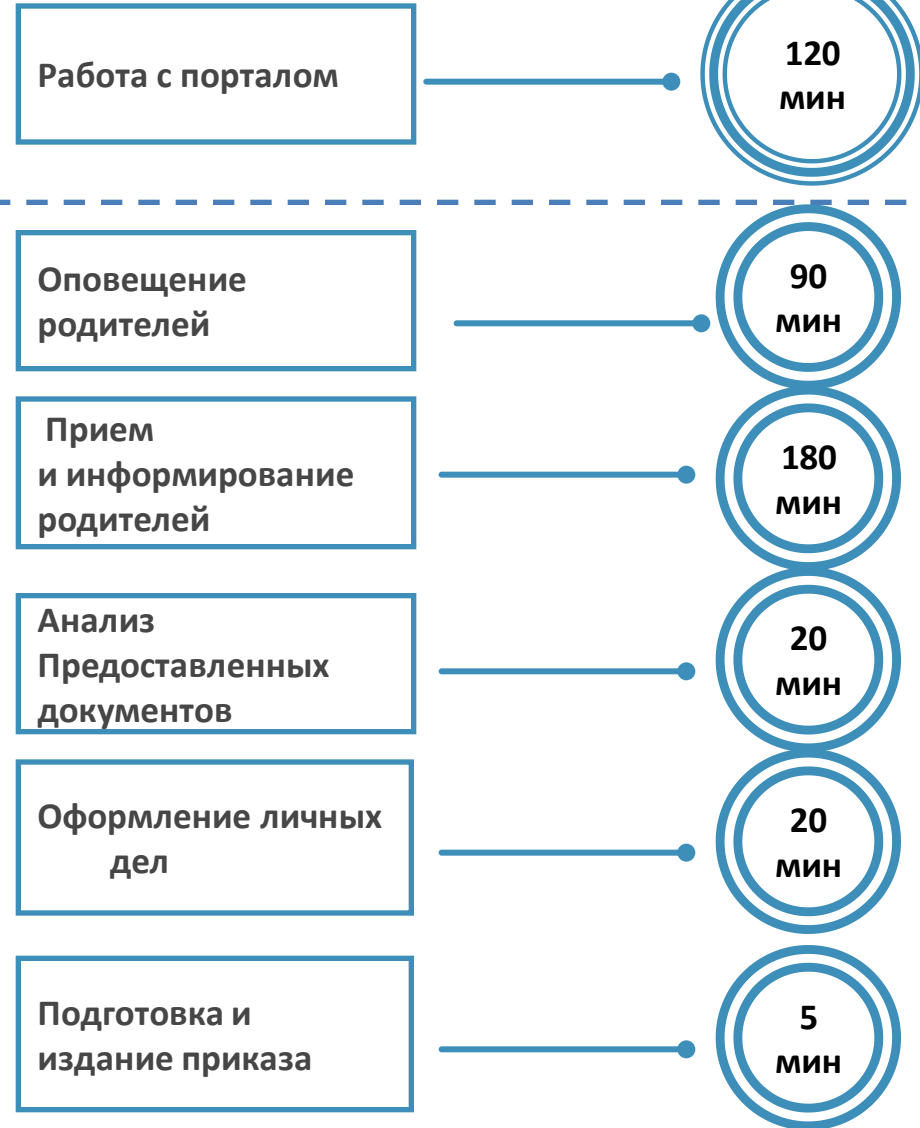 Работа с порталом
120
мин
Оповещение
родителей
90
мин
Прием
и информирование
родителей
180
мин
Анализ
Предоставленных
документов
20
мин
Оформление личных
дел
20
мин
Подготовка и
издание приказа
5
мин